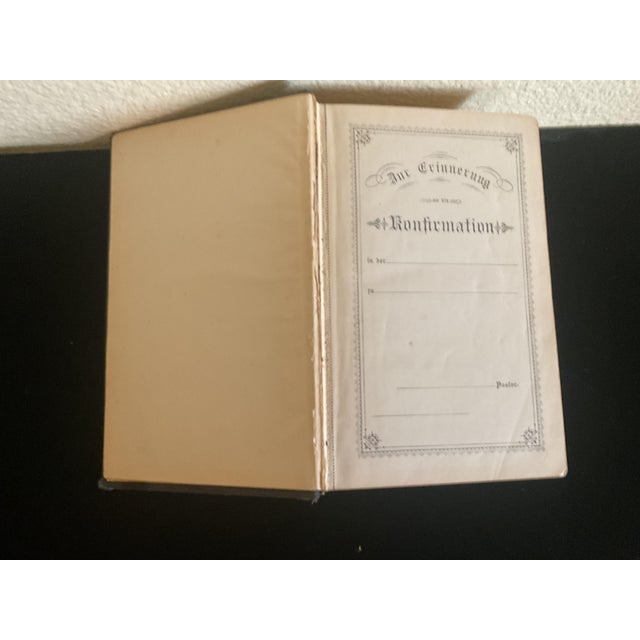 Zur Erinnerung
Konfirmation
in der
zu
Pastor.